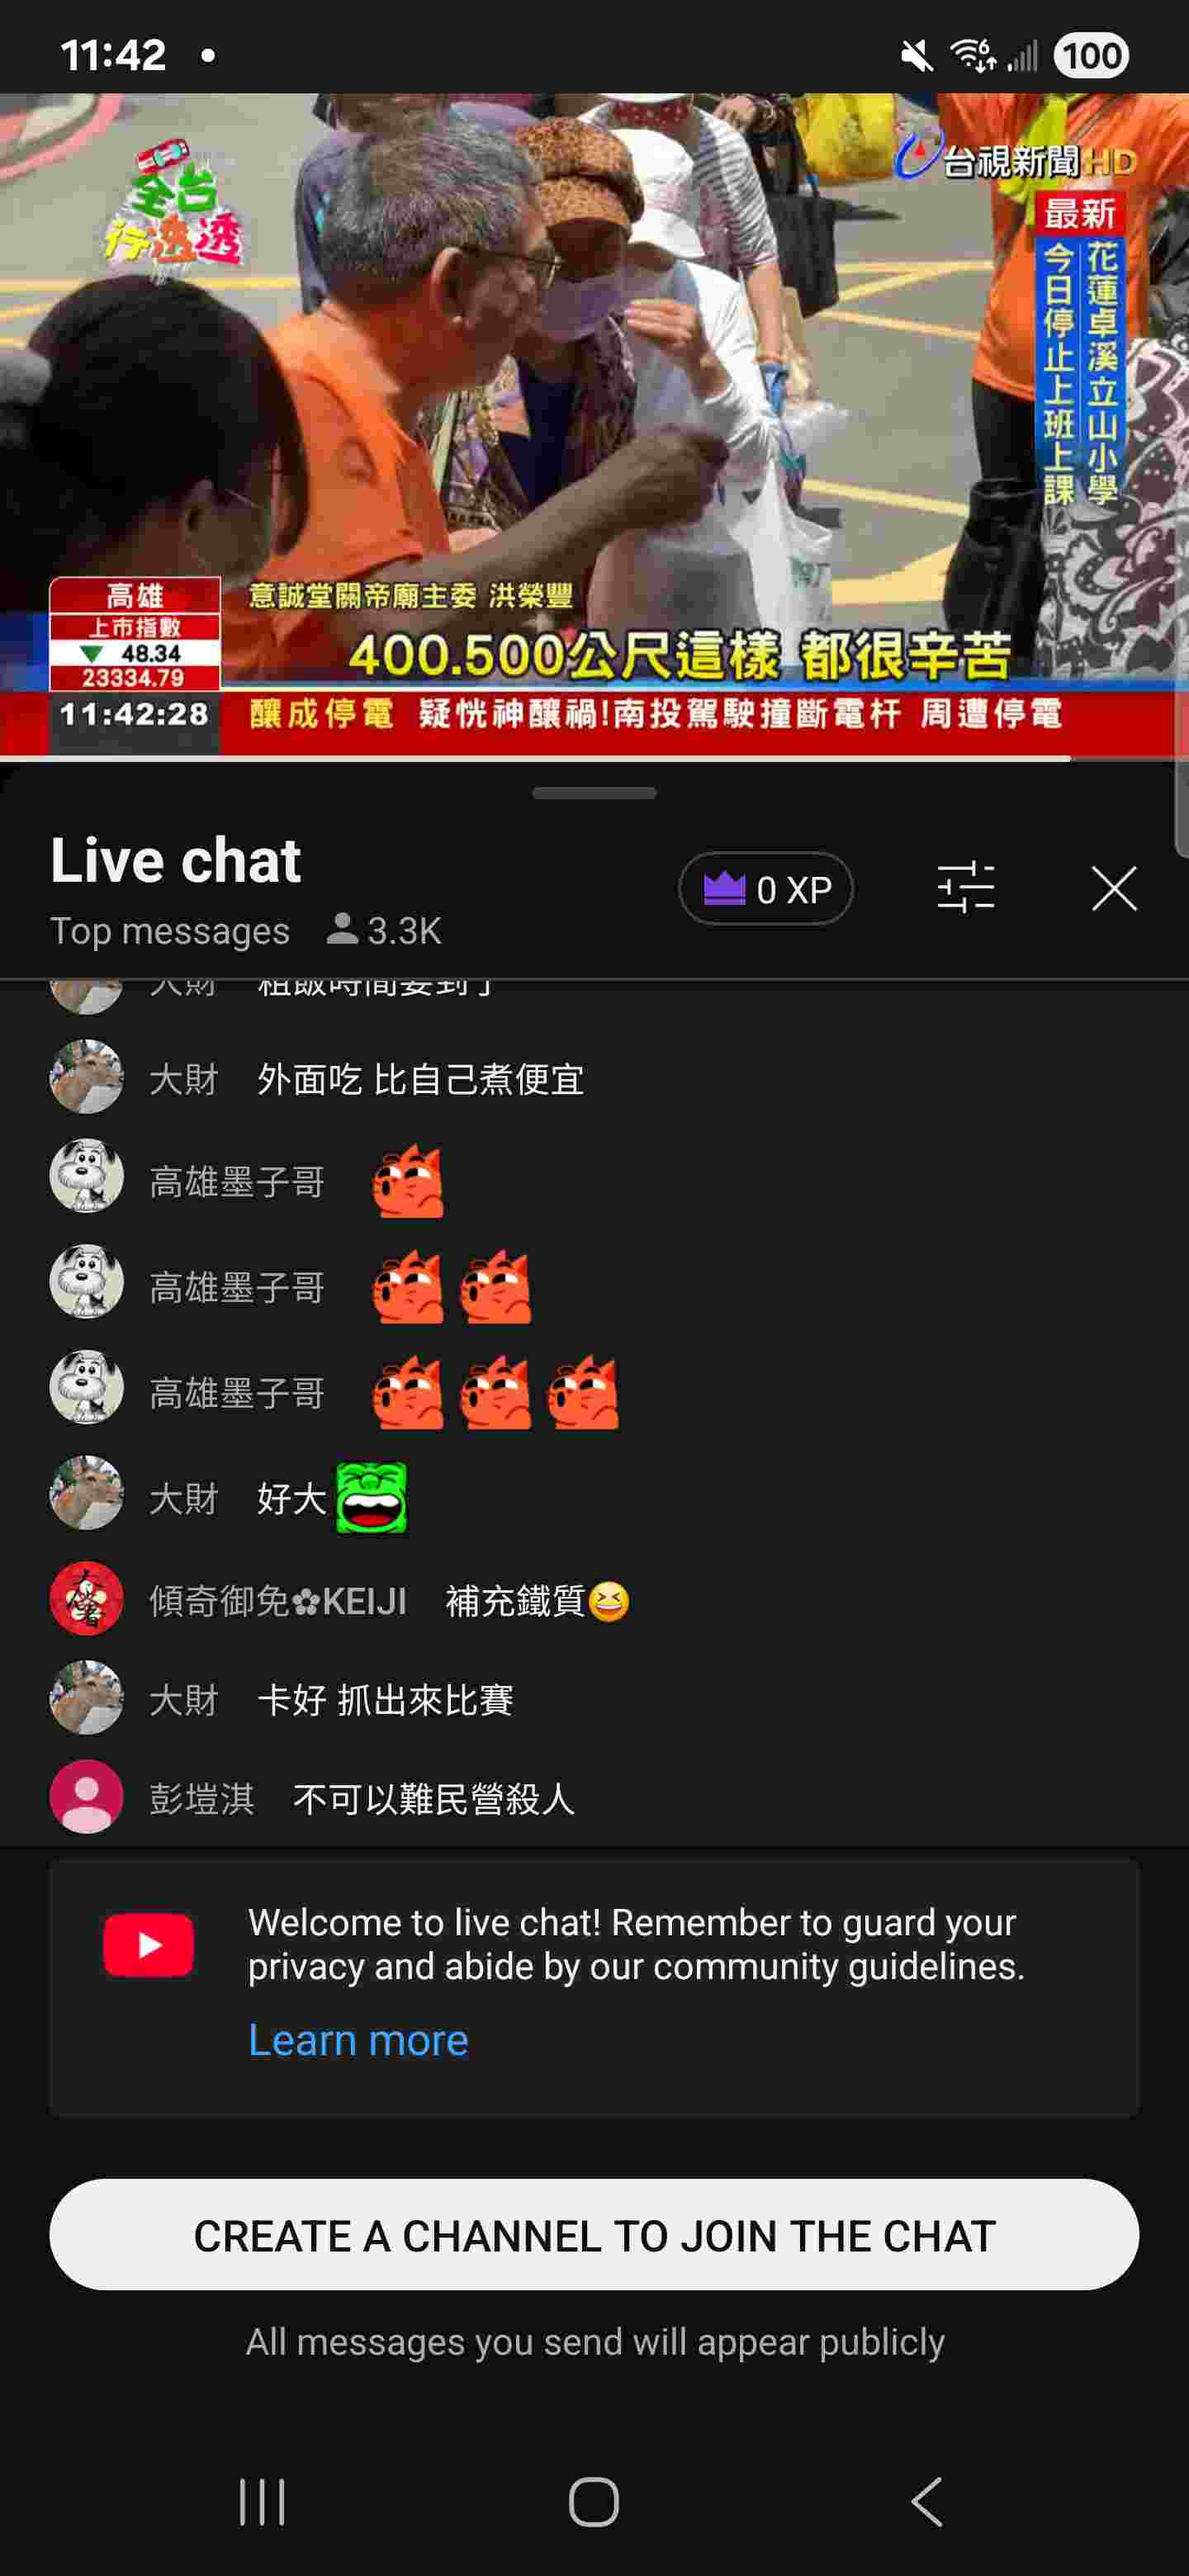 11:42
100
全台
行透透
台視新聞HD
最新
花蓮卓溪立山小學
今日停止上班上課
高雄
上市指數
▼ 48.34
23334.79
11:42:28
意誠堂關帝廟主委 洪榮豐
400.500公尺這樣 都很辛苦
釀成停電 疑恍神釀禍!南投駕駛撞斷電杆 周遭停電
Live chat
Top messages 3.3K
0 XP
大財 外面吃 比自己煮便宜
高雄墨子哥
高雄墨子哥
高雄墨子哥
大財 好大
傾奇御免✿KEIJI 補充鐵質😆
大財 卡好 抓出來比賽
彭塏淇 不可以難民營殺人
Welcome to live chat! Remember to guard your
privacy and abide by our community guidelines.
Learn more
CREATE A CHANNEL TO JOIN THE CHAT
All messages you send will appear publicly